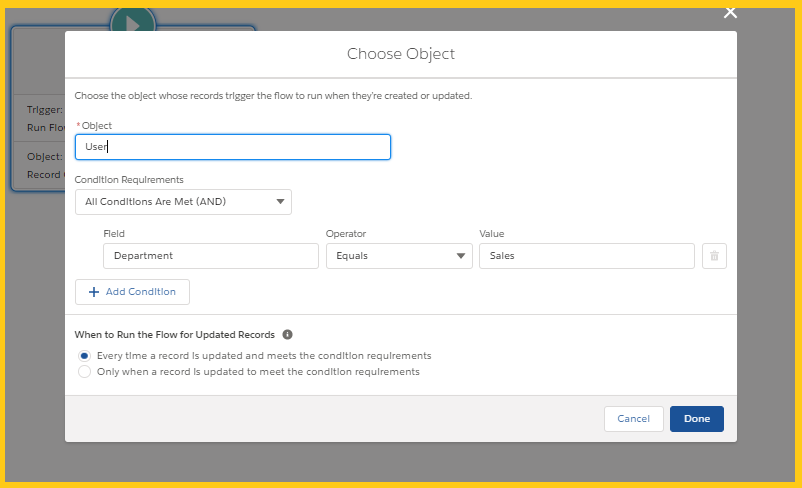 Choose Object
Choose the object whose records trigger the flow to run when they're created or updated.
* Object
User
Condition Requirements
All Conditions Are Met (AND)
Field Operator Value
Department Equals Sales
+ Add Condition
When to Run the Flow for Updated Records
Every time a record is updated and meets the condition requirements
Only when a record is updated to meet the condition requirements
Cancel Done
Trigger:
Run Flo
Object:
Record